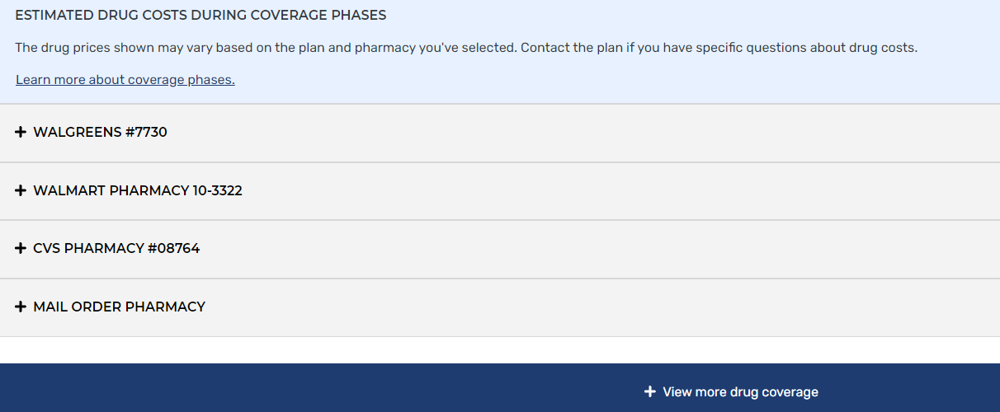 ESTIMATED DRUG COSTS DURING COVERAGE PHASES
The drug prices shown may vary based on the plan and pharmacy you've selected. Contact the plan if you have specific questions about drug costs.
Learn more about coverage phases.
WALGREENS #7730
WALMART PHARMACY 10-3322
CVS PHARMACY #08764
MAIL ORDER PHARMACY
View more drug coverage